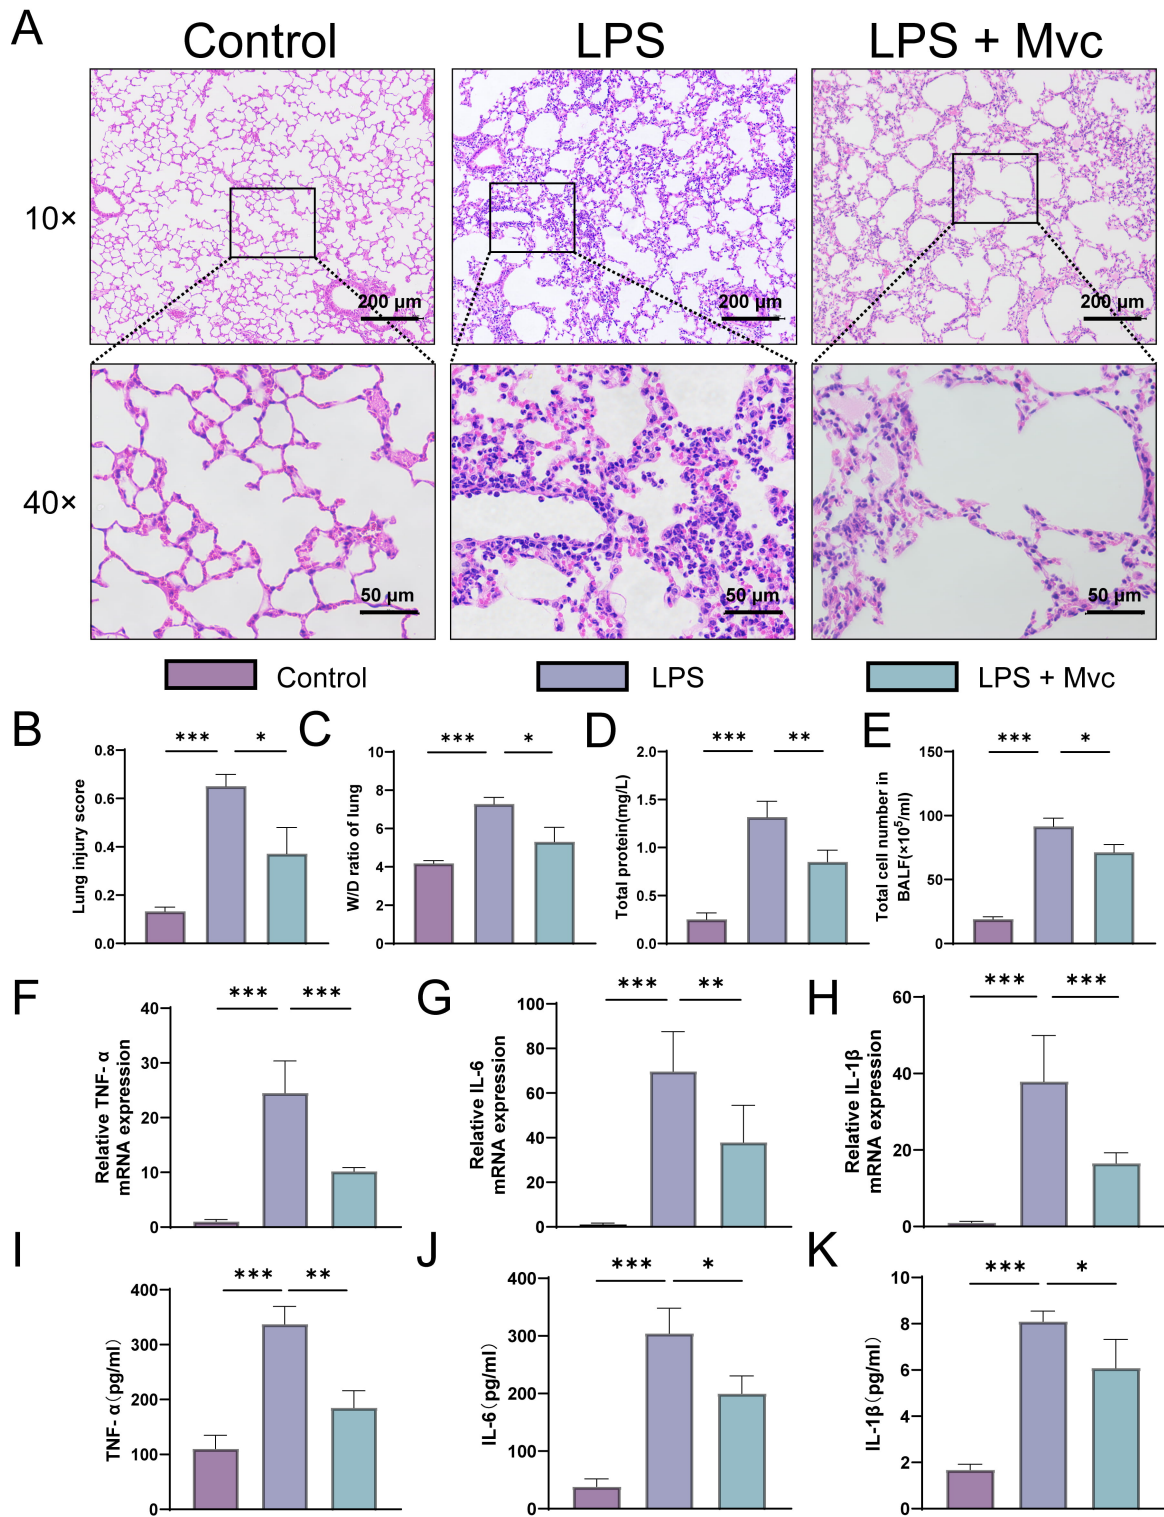 A
Control
LPS
LPS + Mvc
10×
200 μm
200 μm
200 μm
40×
50 μm
50 μm
50 μm
Control
LPS
LPS + Mvc
B
Lung injury score
0.8
0.6
0.4
0.2
0.0
***
*
C
W/D ratio of lung
10
8
6
4
2
0
***
*
D
Total protein(mg/L)
2.0
1.5
1.0
0.5
0.0
***
**
E
Total cell number in
BALF(×10⁵/ml)
150
100
50
0
***
*
F
Relative TNF- α
mRNA expression
40
30
20
10
0
***
***
G
Relative IL-6
mRNA expression
100
80
60
40
20
0
***
**
H
Relative IL-1β
mRNA expression
60
40
20
0
***
***
I
TNF- α（pg/ml）
400
300
200
100
0
***
**
J
IL-6（pg/ml）
400
300
200
100
0
***
*
K
IL-1β（pg/ml）
10
8
6
4
2
0
***
*